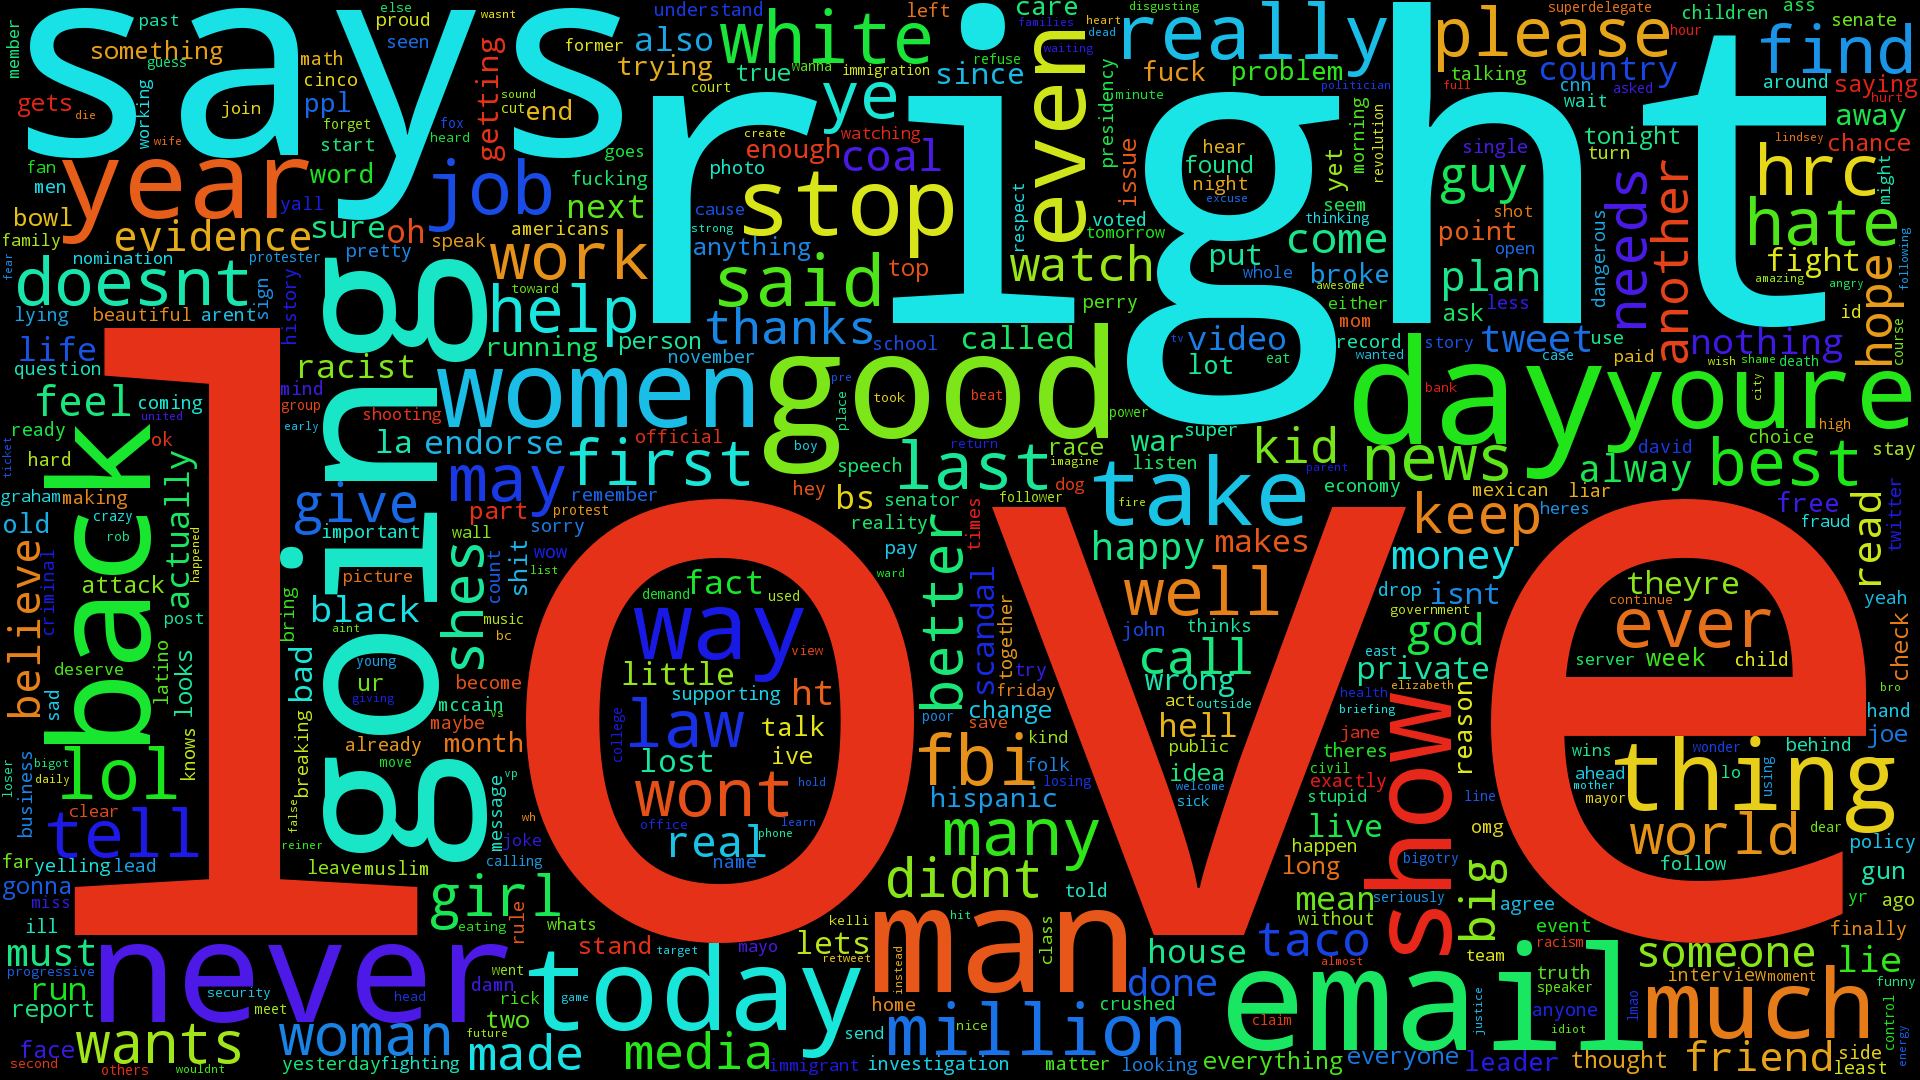 love
right
says
going
good
day
youre
back
never
today
man
email
much
women
year
job
work
stop
said
help
white
ye
even
really
please
find
hrc
hate
hope
another
needs
guy
plan
come
watch
thanks
coal
evidence
doesnt
first
may
give
last
take
kid
news
best
alway
keep
money
happy
well
call
better
fbi
many
didnt
million
media
made
woman
wants
tell
lol
girl
shes
way
law
wont
real
little
lost
fact
talk
ive
ht
supporting
demand
used
view
hold
learn
phone
name
office
college
show
thing
world
ever
theyre
week
server
child
continue
follow
big
god
private
isnt
read
believe
feel
life
racist
black
bad
actually
endorse
la
bs
war
race
video
lot
tweet
nothing
fight
country
away
tonight
chance
saying
around
senate
ass
children
superdelegate
hour
talking
cnn
wait
asked
hurt
lindsey
turn
might
single
shot
point
open
dangerous
less
ask
use
story
case
paid
wish
shame
death
city
course
following
id
angry
amazing
high
choice
stay
david
bank
free
fraud
twitter
mexican
liar
heres
economy
parent
record
wanted
mom
either
broke
whole
awesome
put
found
night
hear
excuse
yet
seem
thinking
morning
revolution
politician
full
problem
fuck
disgusting
minute
presidency
issue
voted
tomorrow
respect
perry
top
anything
cause
strong
photo
enough
watching
create
court
true
wanna
immigration
since
refuse
waiting
families
heart
dead
care
left
understand
also
trying
former
wasnt
end
cut
sound
getting
next
fucking
goes
americans
speak
toward
running
person
november
school
called
official
remember
sorry
part
protest
shit
wow
list
count
wall
important
picture
aint
bring
music
bc
young
ur
giving
become
mccain
vs
maybe
month
already
move
message
vp
breaking
false
reiner
wh
joke
calling
leave
muslim
eating
rule
whats
stand
target
went
damn
rick
two
game
future
head
meet
security
yesterday
fighting
wouldnt
others
second
face
report
run
progressive
must
ill
miss
gonna
far
yelling
lead
clear
daily
bigot
loser
business
knows
looks
latino
deserve
sad
criminal
attack
post
happened
rob
crazy
making
graham
old
ticket
hard
ready
ok
united
coming
question
lying
beautiful
arent
sign
history
mind
group
early
shooting
pretty
protester
nomination
fear
family
bowl
men
fan
wife
die
gets
join
working
guess
something
past
member
math
cinco
ppl
forget
start
word
yall
sure
oh
heard
fox
seen
proud
else
boy
took
beat
place
pre
power
tv
eat
super
listen
imagine
return
speech
senator
reality
hey
dog
follower
fire
times
pay
ward
makes
drop
government
john
thinks
wrong
act
outside
hell
public
idea
welcome
sick
east
health
elizabeth
briefing
jane
theres
civil
exactly
stupid
live
happen
long
bigotry
seriously
mean
without
almost
line
reason
omg
team
agree
event
racism
truth
speaker
anyone
idiot
justice
someone
interview
moment
lmao
lie
funny
finally
yr
ago
gun
policy
behind
joe
hand
bro
check
yeah
wins
ahead
mother
mayor
wonder
lo
using
dear
scandal
together
try
friday
change
save
poor
kind
folk
losing
hispanic
told
hit
class
kelli
lets
mayo
retweet
instead
home
send
nice
investigation
immigrant
matter
looking
crushed
done
house
taco
claim
everything
everyone
leader
thought
friend
side
least
control
energy